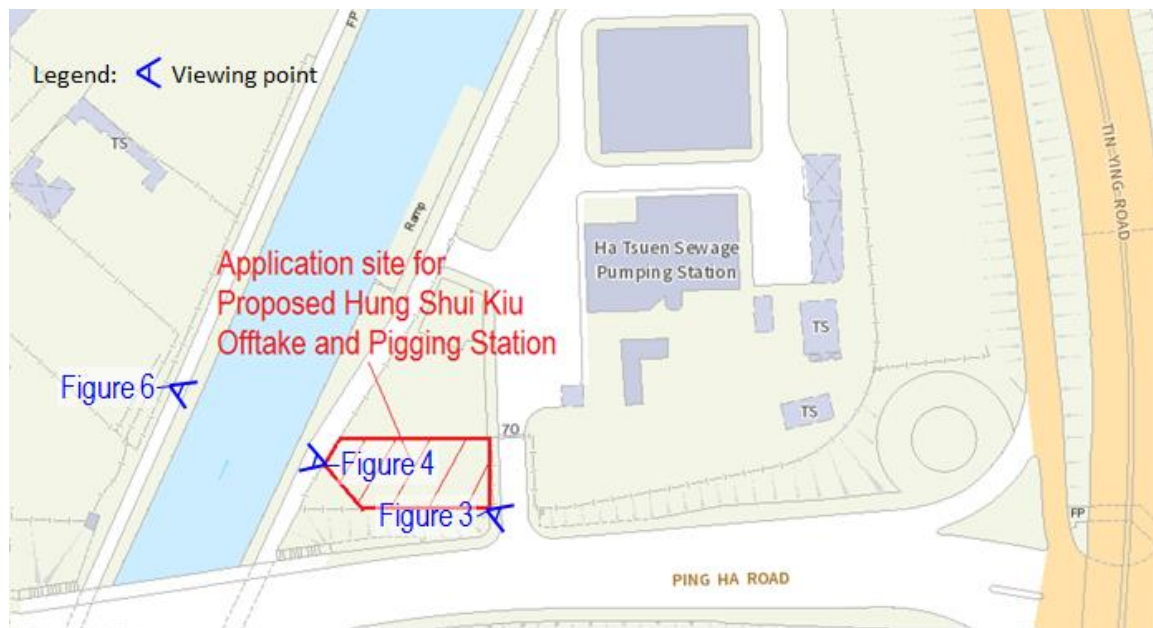 FP
Legend: Viewing point
TS
TIN YING ROAD
Ramp
Ha Tsuen Sewage
Pumping Station
Application site for
Proposed Hung Shui Kiu
Offtake and Pigging Station
TS
Figure 6
TS
70
Figure 4
Figure 3
FP
PING HA ROAD